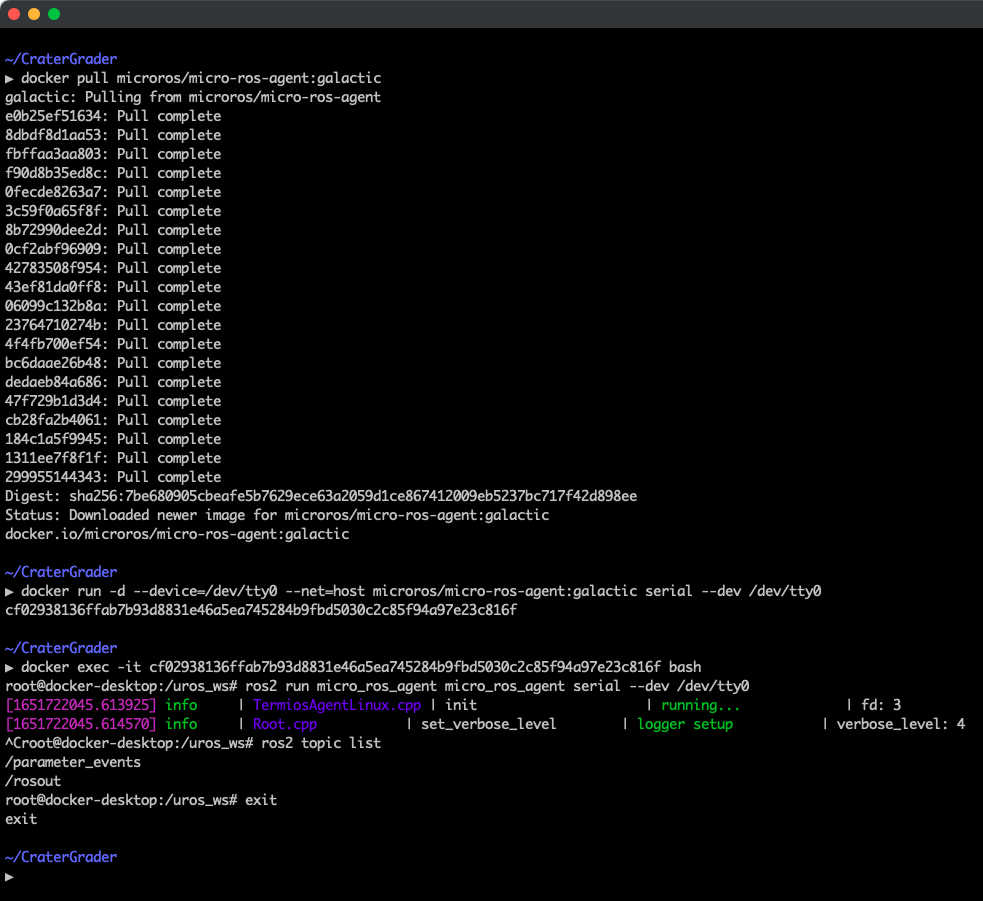 ~/CraterGrader
▶ docker pull microros/micro-ros-agent:galactic
galactic: Pulling from microros/micro-ros-agent
e0b25ef51634: Pull complete
8dbdf8d1aa53: Pull complete
fbffaa3aa803: Pull complete
f90d8b35ed8c: Pull complete
0fecde8263a7: Pull complete
3c59f0a65f8f: Pull complete
8b72990dee2d: Pull complete
0cf2abf96909: Pull complete
42783508f954: Pull complete
43ef81da0ff8: Pull complete
06099c132b8a: Pull complete
23764710274b: Pull complete
4f4fb700ef54: Pull complete
bc6daae26b48: Pull complete
dedaeb84a686: Pull complete
47f729b1d3d4: Pull complete
cb28fa2b4061: Pull complete
184c1a5f9945: Pull complete
1311ee7f8f1f: Pull complete
299955144343: Pull complete
Digest: sha256:7be680905cbeafe5b7629ece63a2059d1ce867412009eb5237bc717f42d898ee
Status: Downloaded newer image for microros/micro-ros-agent:galactic
docker.io/microros/micro-ros-agent:galactic
~/CraterGrader
▶ docker run -d --device=/dev/tty0 --net=host microros/micro-ros-agent:galactic serial --dev /dev/tty0
cf02938136ffab7b93d8831e46a5ea745284b9fbd5030c2c85f94a97e23c816f
~/CraterGrader
▶ docker exec -it cf02938136ffab7b93d8831e46a5ea745284b9fbd5030c2c85f94a97e23c816f bash
root@docker-desktop:/uros_ws# ros2 run micro_ros_agent micro_ros_agent serial --dev /dev/tty0
[1651722045.613925] info | TermiosAgentLinux.cpp | init | running... | fd: 3
[1651722045.614570] info | Root.cpp | set_verbose_level | logger setup | verbose_level: 4
^Croot@docker-desktop:/uros_ws# ros2 topic list
/parameter_events
/rosout
root@docker-desktop:/uros_ws# exit
exit
~/CraterGrader
▶